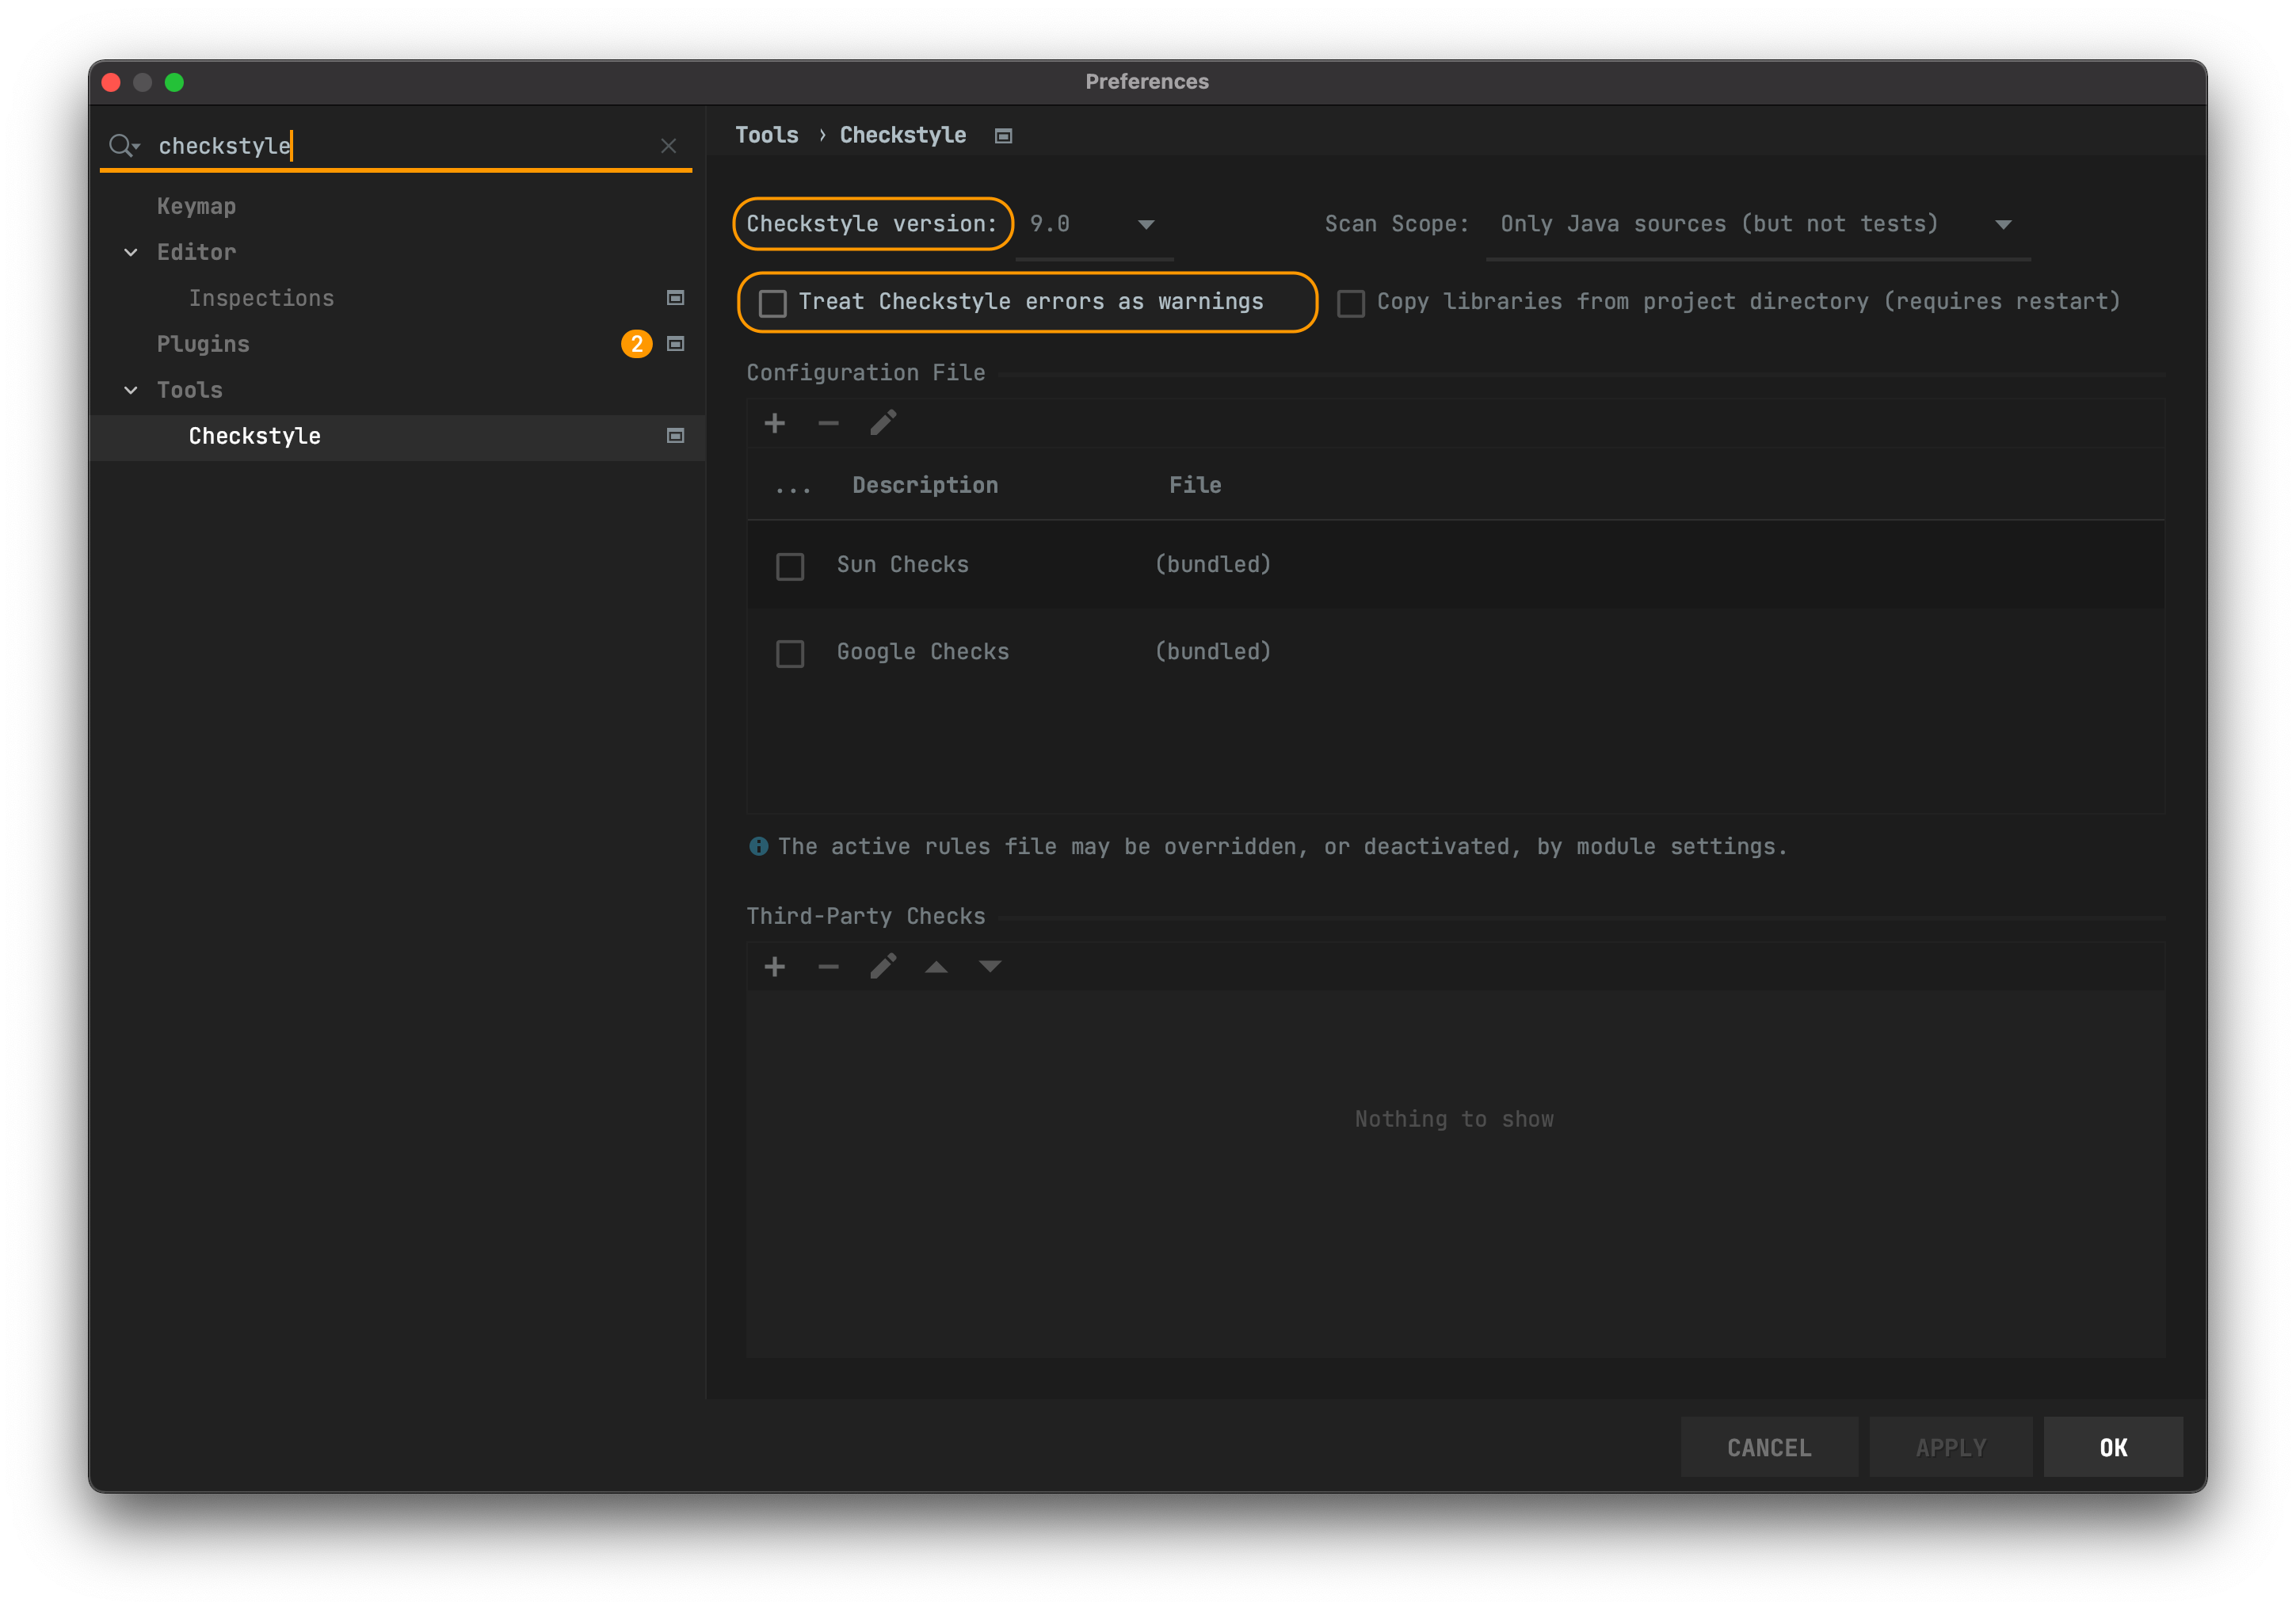 Preferences
checkstyle
Keymap
Editor
Inspections
Plugins 2
Tools
Checkstyle
Tools › Checkstyle
Checkstyle version: 9.0 Scan Scope: Only Java sources (but not tests)
Treat Checkstyle errors as warnings Copy libraries from project directory (requires restart)
Configuration File
... Description File
Sun Checks (bundled)
Google Checks (bundled)
The active rules file may be overridden, or deactivated, by module settings.
Third-Party Checks
Nothing to show
CANCEL APPLY OK